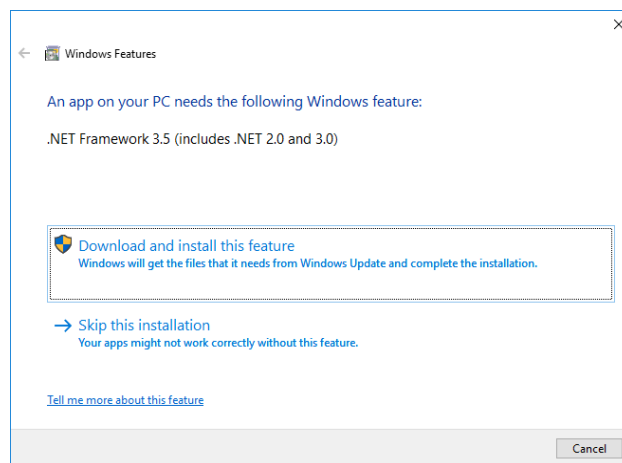 Windows Features
An app on your PC needs the following Windows feature:
.NET Framework 3.5 (includes .NET 2.0 and 3.0)
Download and install this feature
Windows will get the files that it needs from Windows Update and complete the installation.
Skip this installation
Your apps might not work correctly without this feature.
Tell me more about this feature
Cancel